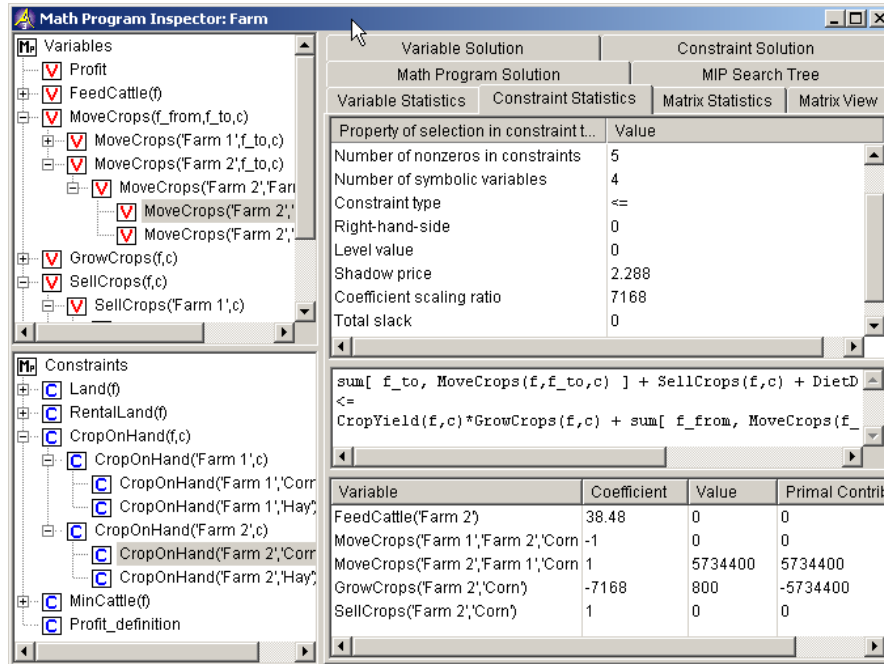 Math Program Inspector: Farm
Variables
Profit
FeedCattle(f)
MoveCrops(f_from,f_to,c)
MoveCrops('Farm 1',f_to,c)
MoveCrops('Farm 2',f_to,c)
MoveCrops('Farm 2','Farr
MoveCrops('Farm 2','
MoveCrops('Farm 2','
GrowCrops(f,c)
SellCrops(f,c)
SellCrops('Farm 1',c)
Constraints
Land(f)
RentalLand(f)
CropOnHand(f,c)
CropOnHand('Farm 1',c)
CropOnHand('Farm 1','Corr
CropOnHand('Farm 1','Hay')
CropOnHand('Farm 2',c)
CropOnHand('Farm 2','Corr
CropOnHand('Farm 2','Hay')
MinCattle(f)
Profit_definition
Variable Solution Constraint Solution
Math Program Solution MIP Search Tree
Variable Statistics Constraint Statistics Matrix Statistics Matrix View
Property of selection in constraint t... Value
Number of nonzeros in constraints 5
Number of symbolic variables 4
Constraint type <=
Right-hand-side 0
Level value 0
Shadow price 2.288
Coefficient scaling ratio 7168
Total slack 0
sum[ f_to, MoveCrops(f,f_to,c) ] + SellCrops(f,c) + DietD
<=
CropYield(f,c)*GrowCrops(f,c) + sum[ f_from, MoveCrops(f_
Variable Coefficient Value Primal Contrib
FeedCattle('Farm 2') 38.48 0 0
MoveCrops('Farm 1','Farm 2','Corn -1 0 0
MoveCrops('Farm 2','Farm 1','Corn 1 5734400 5734400
GrowCrops('Farm 2','Corn') -7168 800 -5734400
SellCrops('Farm 2','Corn') 1 0 0